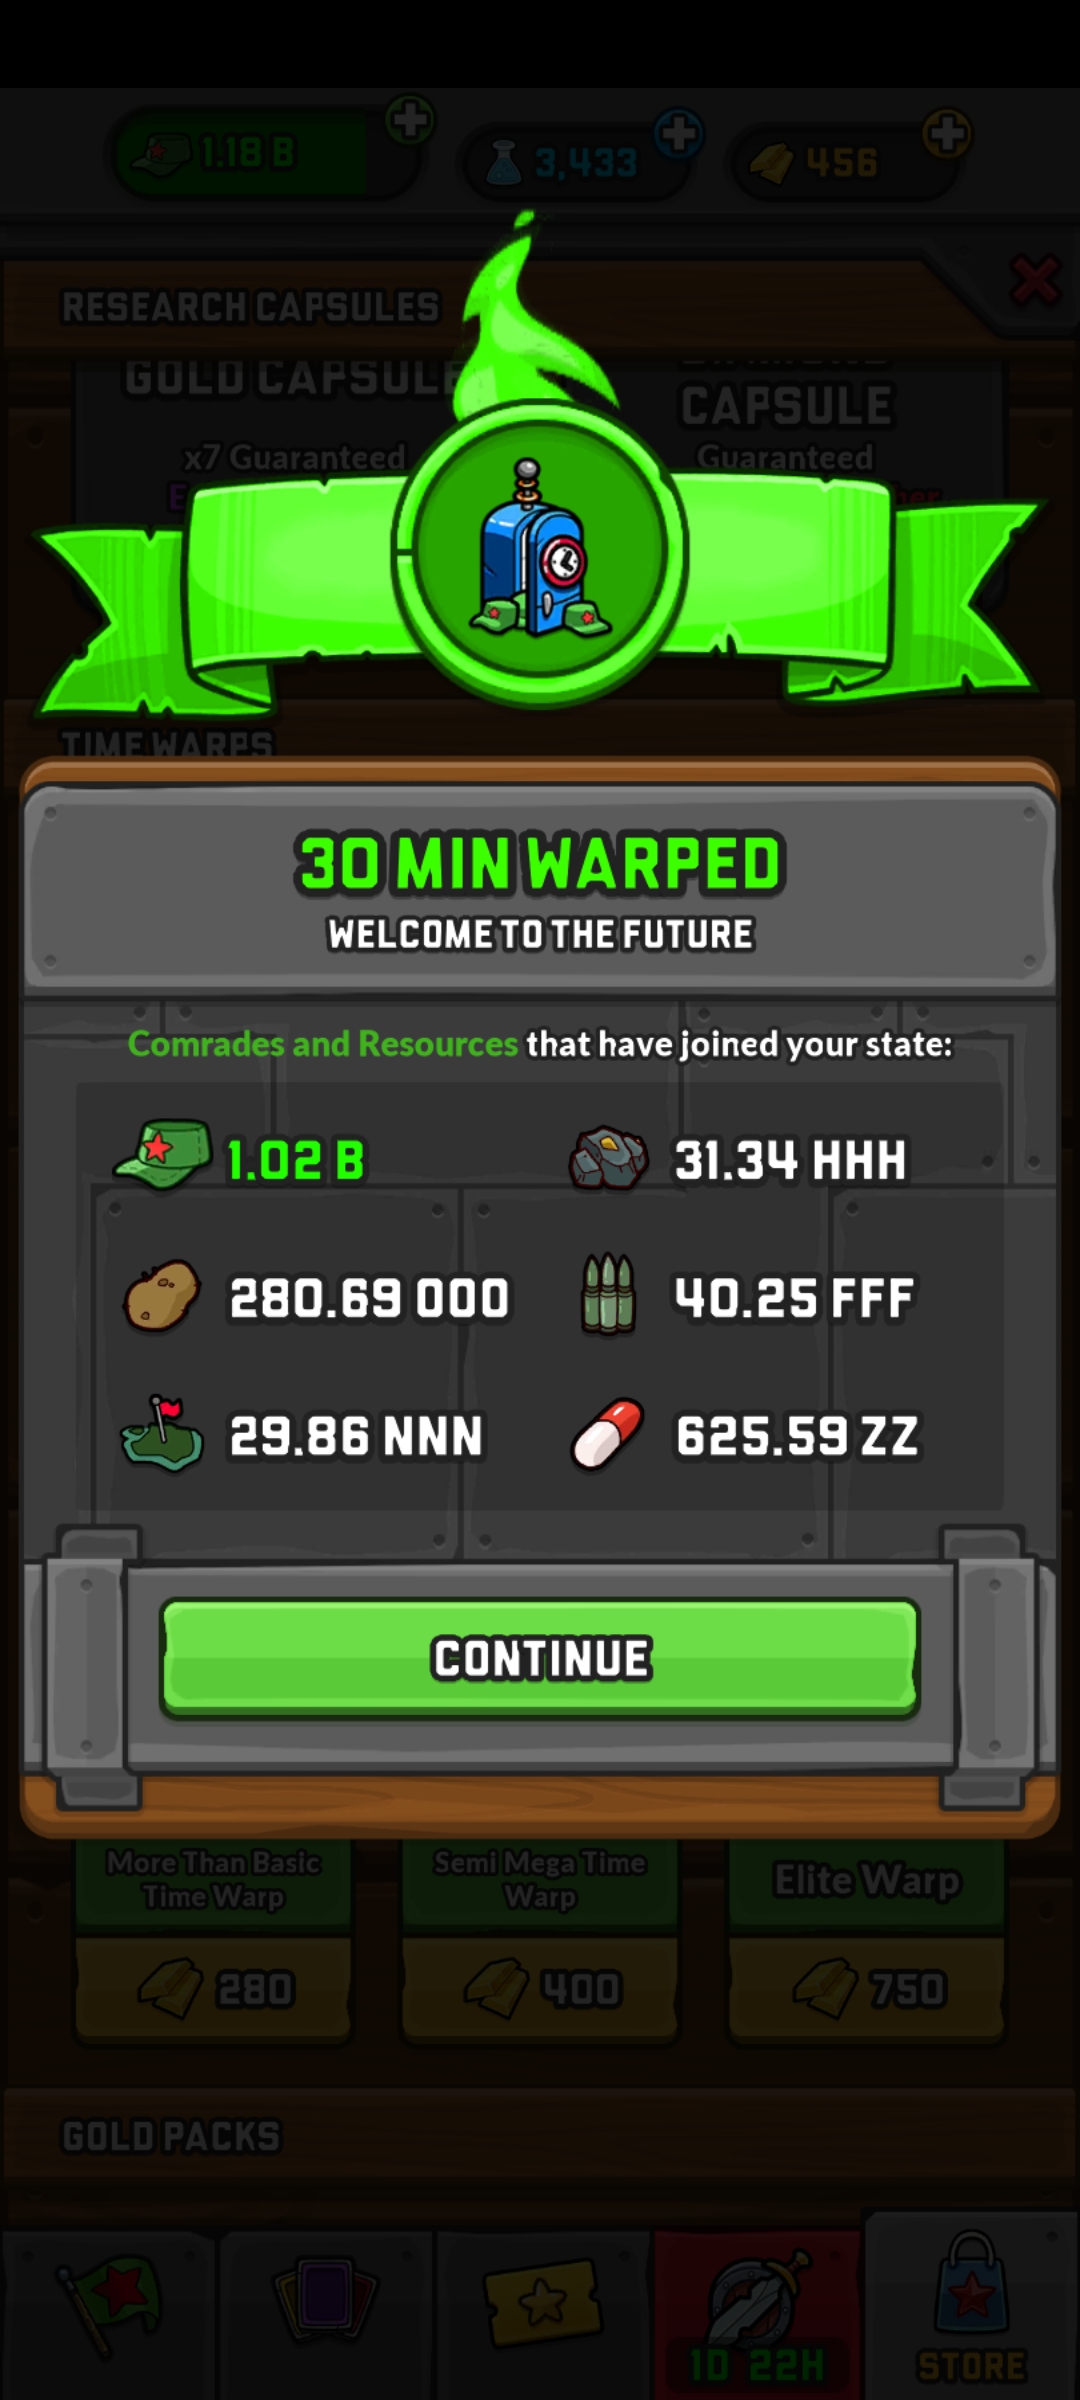 1.18 B
3,433
456
RESEARCH CAPSULES
GOLD CAPSULE
CAPSULE
x7 Guaranteed
Guaranteed
TIME WARPS
30 MIN WARPED
WELCOME TO THE FUTURE
Comrades and Resources that have joined your state:
1.02 B
31.34 HHH
280.69 OOO
40.25 FFF
29.86 NNN
625.59 ZZ
CONTINUE
More Than Basic
Time Warp
Semi Mega Time
Warp
Elite Warp
280
400
750
GOLD PACKS
1D 22H
STORE